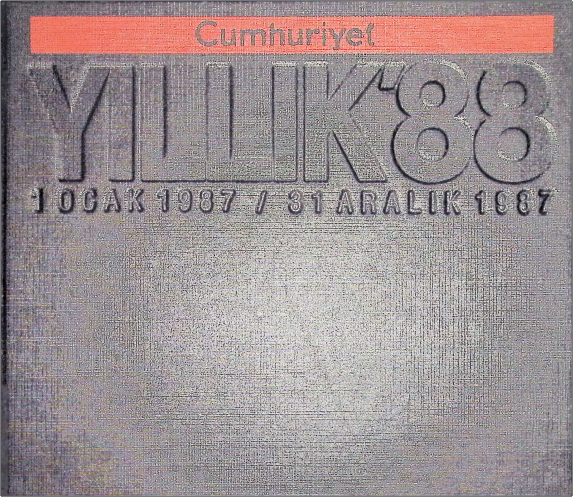 Cumhuriyet
YILLIK'88
1 OCAK 1987 / 31 ARALIK 1987